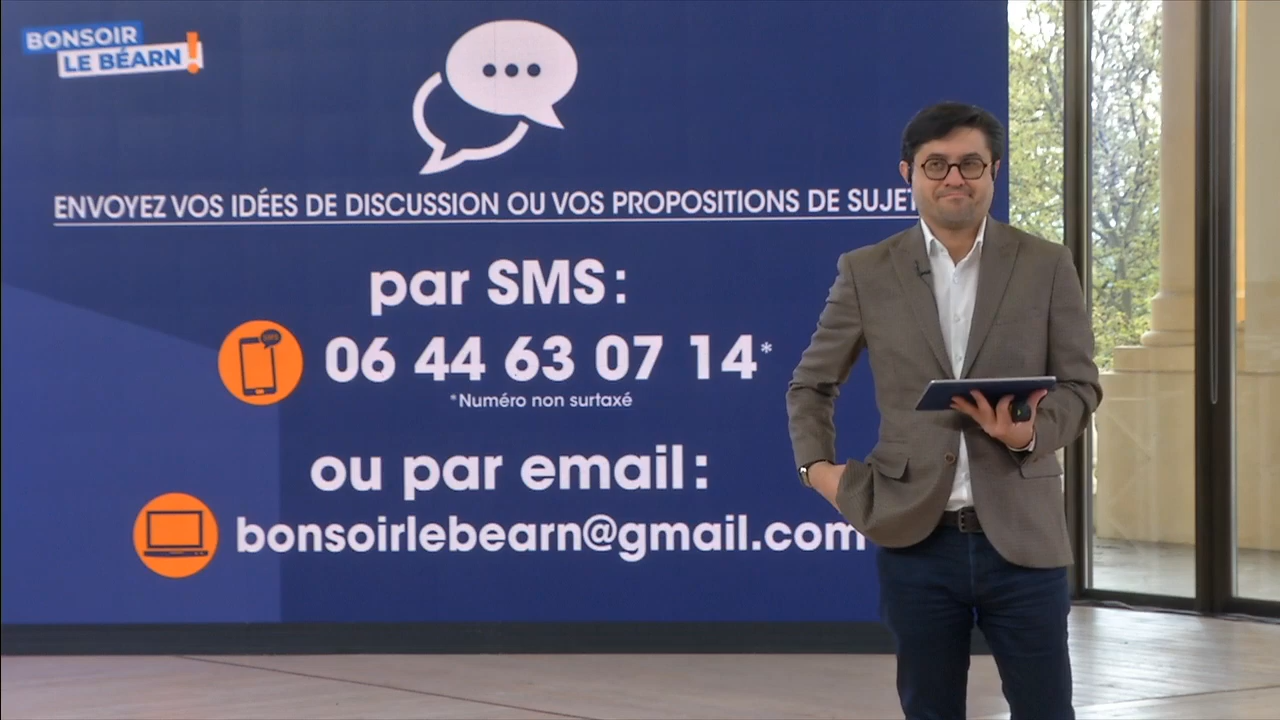 BONSOIR
LE BÉARN !
ENVOYEZ VOS IDÉES DE DISCUSSION OU VOS PROPOSITIONS DE SUJET
par SMS :
06 44 63 07 14*
*Numéro non surtaxé
ou par email :
bonsoirlebearn@gmail.com